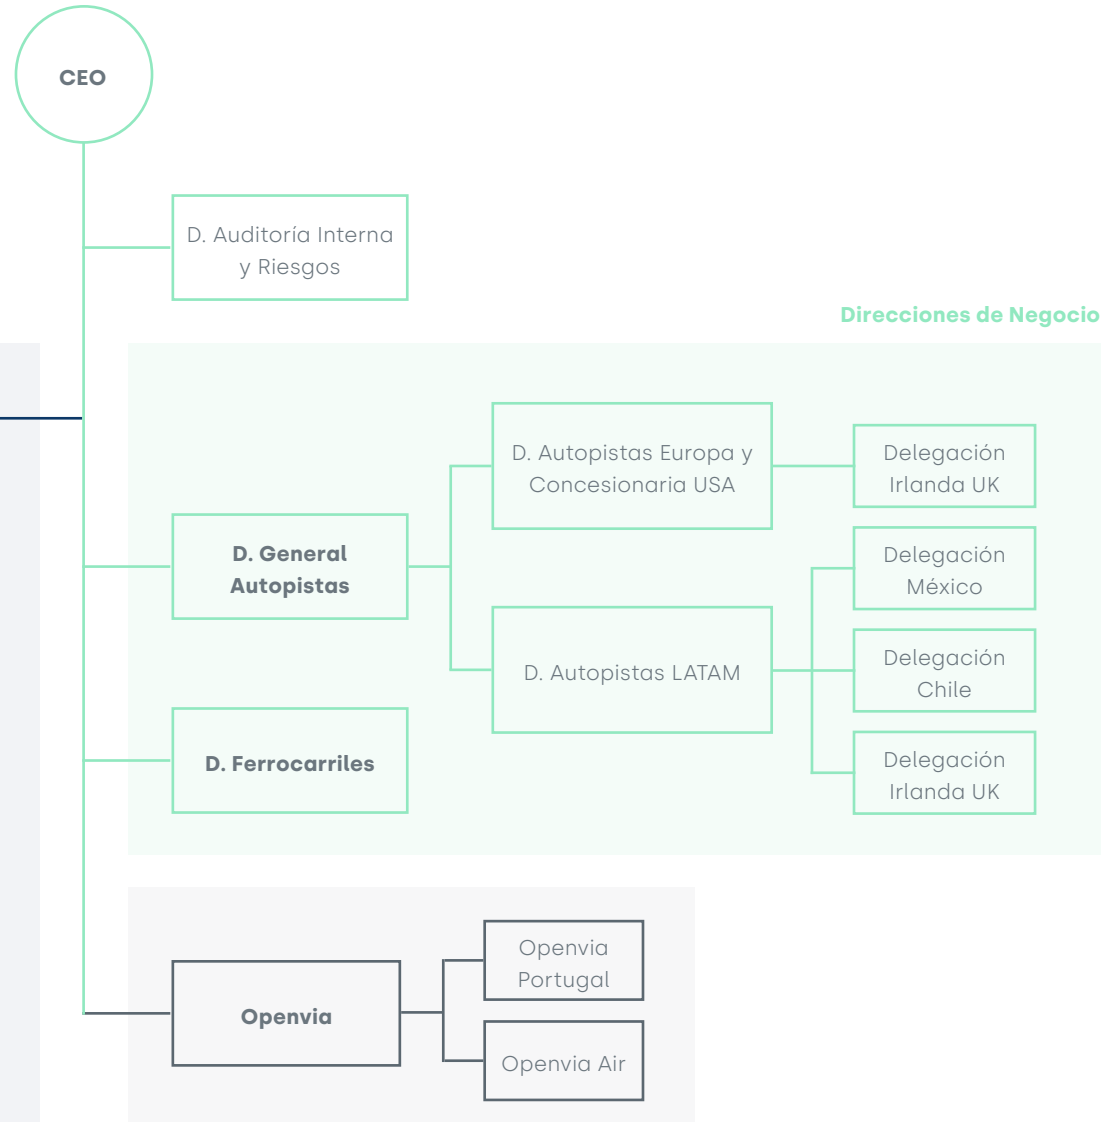 CEO
D. Auditoría Interna
y Riesgos
Direcciones de Negocio
D. General
Autopistas
D. Autopistas Europa y
Concesionaria USA
Delegación
Irlanda UK
D. Autopistas LATAM
Delegación
México
Delegación
Chile
Delegación
Irlanda UK
D. Ferrocarriles
Openvia
Openvia
Portugal
Openvia Air